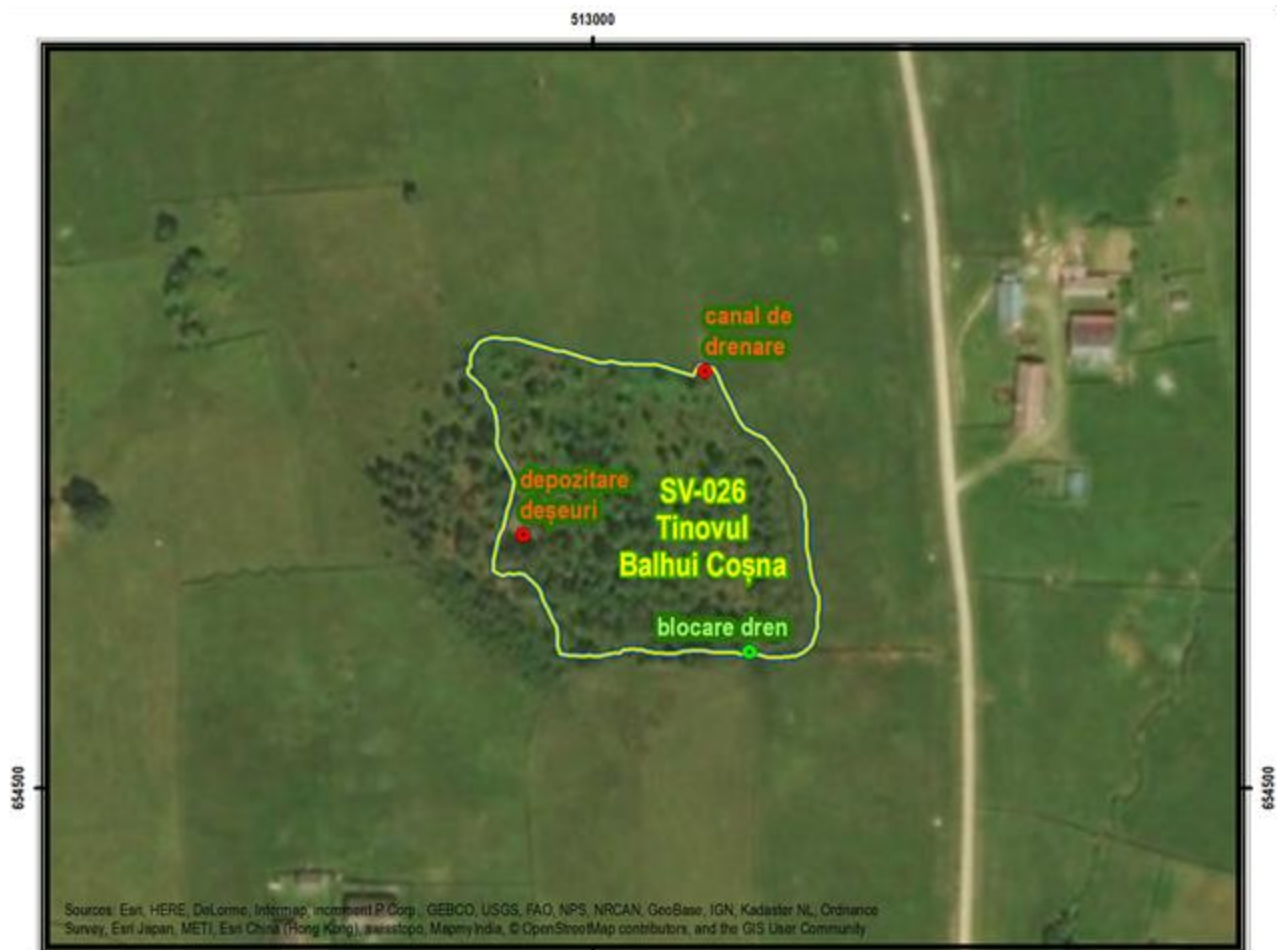 513000
canal de
drenare
depozitare
deșeuri
SV-026
Tinovul
Balhui Coșna
blocare dren
654500
654500
Sources: Esri, HERE, DeLorme, Intermap, increment P Corp., GEBCO, USGS, FAO, NPS, NRCAN, GeoBase, IGN, Kadaster NL, Ordnance
Survey, Esri Japan, METI, Esri China (Hong Kong), swisstopo, MapmyIndia, © OpenStreetMap contributors, and the GIS User Community